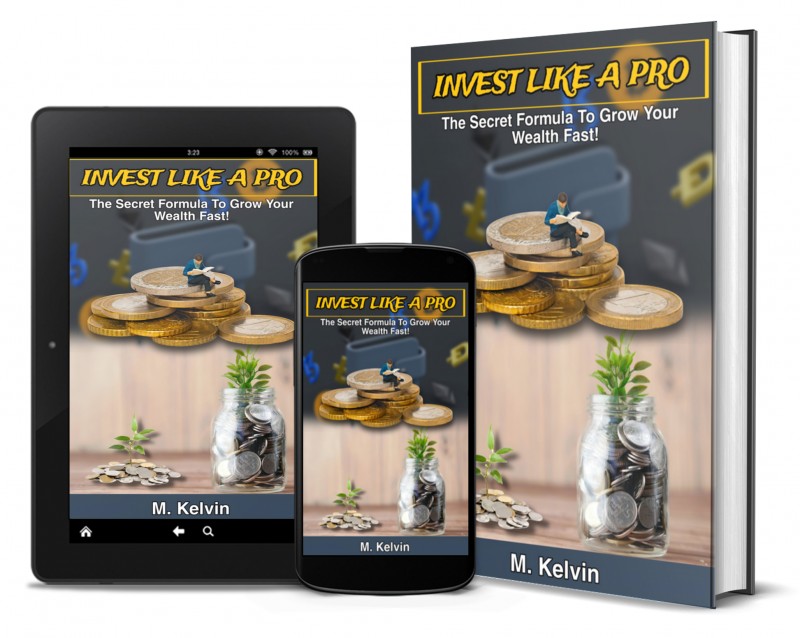 3:23
100%
INVEST LIKE A PRO
The Secret Formula To Grow Your
Wealth Fast!
M. Kelvin
INVEST LIKE A PRO
The Secret Formula To Grow Your
Wealth Fast!
M. Kelvin
INVEST LIKE A PRO
The Secret Formula To Grow Your
Wealth Fast!
M. Kelvin